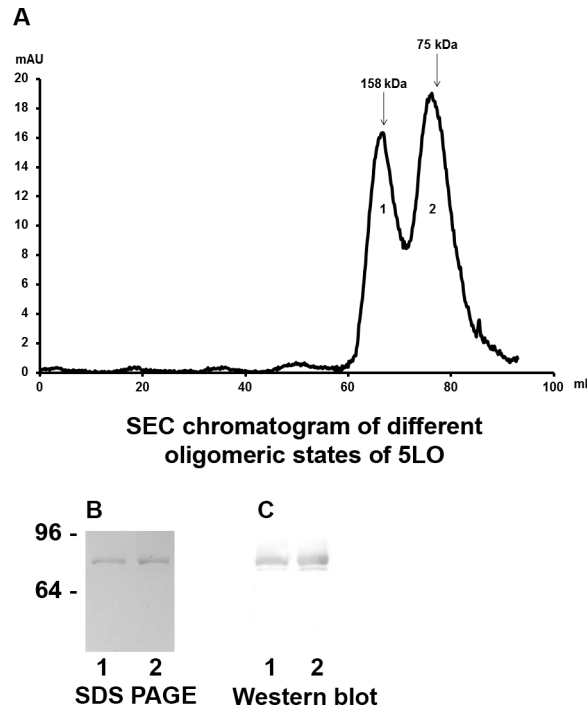 A
mAU
75 kDa
158 kDa
20
18
16
14
12
10
8
6
4
2
0
1
2
0
20
40
60
80
100
ml
SEC chromatogram of different
oligomeric states of 5LO
B
C
96 -
64 -
1 2
1 2
SDS PAGE
Western blot